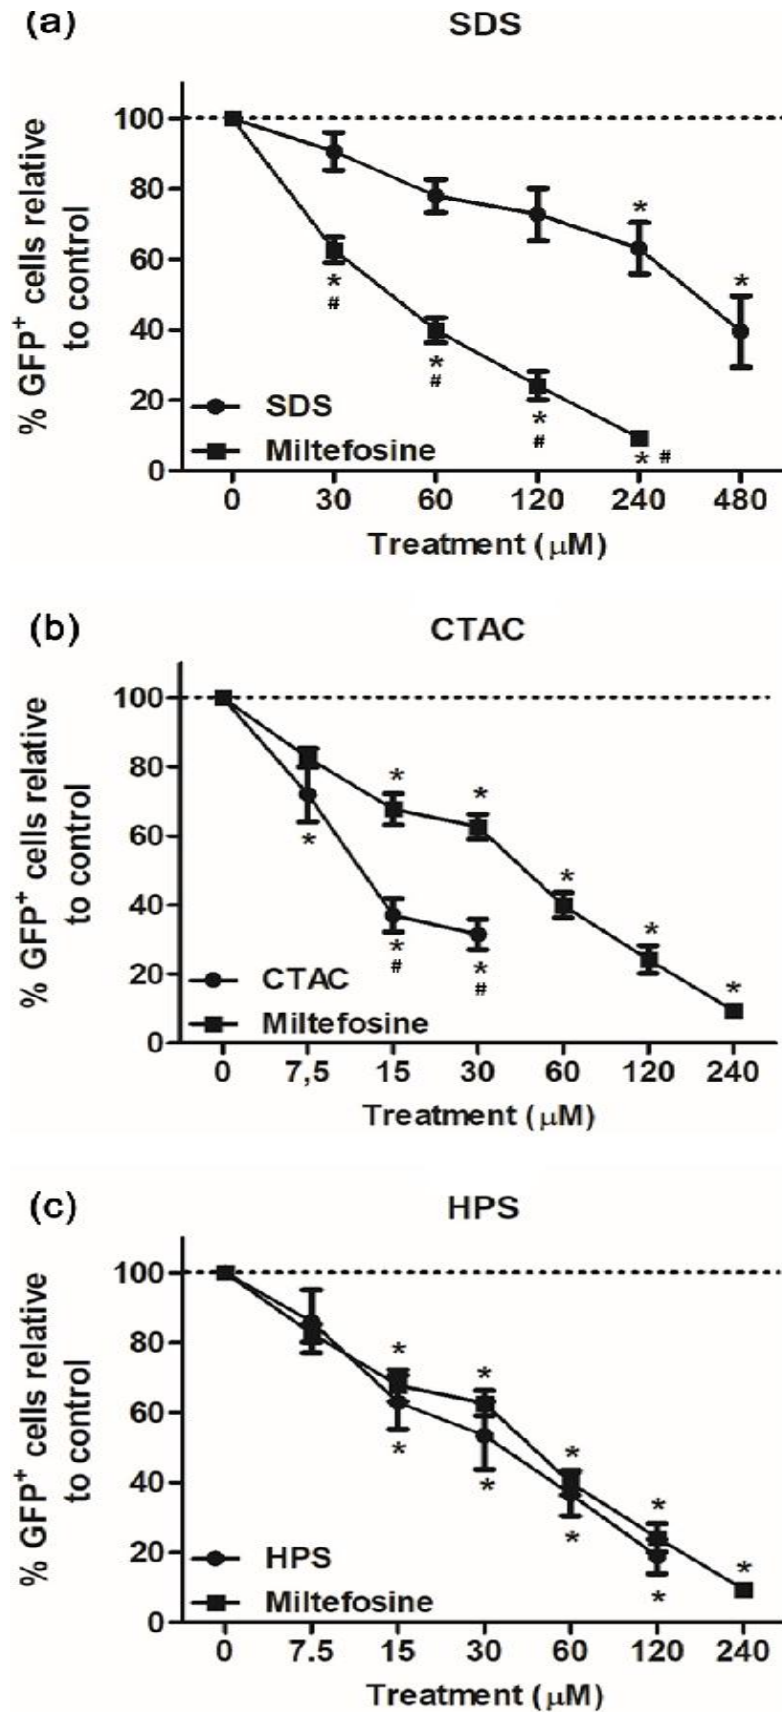 (a)
SDS
% GFP+ cells relative
to control
100
80
60
40
20
0
* #
* #
* #
* #
*
*
SDS
Miltefosine
0 30 60 120 240 480
Treatment (μM)
(b)
CTAC
% GFP+ cells relative
to control
100
80
60
40
20
0
*
*
*
*
*
*
* #
* #
CTAC
Miltefosine
0 7,5 15 30 60 120 240
Treatment (μM)
(c)
HPS
% GFP+ cells relative
to control
100
80
60
40
20
0
*
*
*
*
*
*
*
*
*
HPS
Miltefosine
0 7.5 15 30 60 120 240
Treatment (μM)